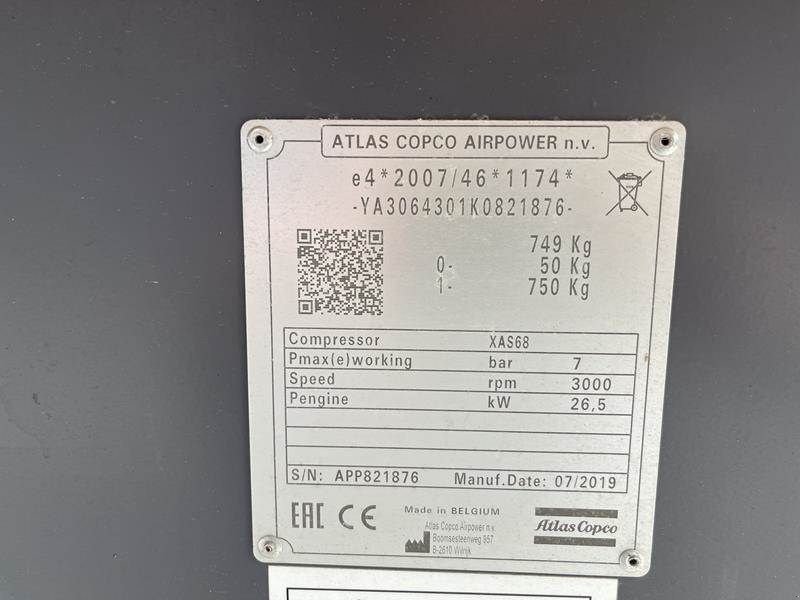 ATLAS COPCO AIRPOWER n.v.
e4*2007/46*1174*
-YA3064301K0821876-
749 Kg
0- 50 Kg
1- 750 Kg
Compressor XAS68
Pmax(e)working bar 7
Speed rpm 3000
Pengine kW 26,5
S/N: APP821876 Manuf.Date: 07/2019
EAC CE
Made in BELGIUM
Atlas Copco Airpower n.v.
Boomsesteenweg 957
B-2610 Wilrijk
Atlas Copco